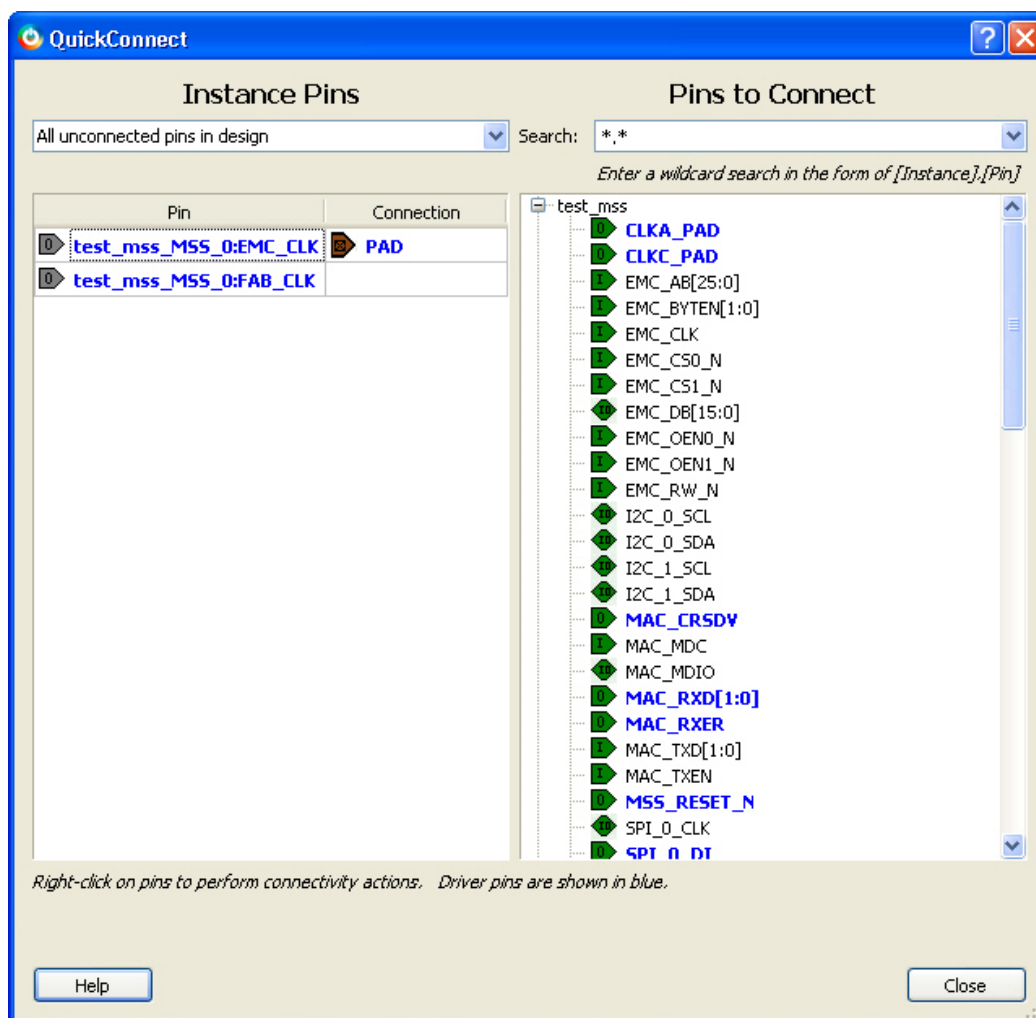 QuickConnect
Instance Pins
Pins to Connect
All unconnected pins in design
Search:
*.*
Enter a wildcard search in the form of [Instance].[Pin]
Pin
Connection
test_mss_MSS_0:EMC_CLK
PAD
test_mss_MSS_0:FAB_CLK
test_mss
CLKA_PAD
CLKC_PAD
EMC_AB[25:0]
EMC_BYTEN[1:0]
EMC_CLK
EMC_CS0_N
EMC_CS1_N
EMC_DB[15:0]
EMC_OEN0_N
EMC_OEN1_N
EMC_RW_N
I2C_0_SCL
I2C_0_SDA
I2C_1_SCL
I2C_1_SDA
MAC_CRSDV
MAC_MDC
MAC_MDIO
MAC_RXD[1:0]
MAC_RXER
MAC_TXD[1:0]
MAC_TXEN
MSS_RESET_N
SPI_0_CLK
SPI_0_DI
Right-click on pins to perform connectivity actions. Driver pins are shown in blue.
Help
Close